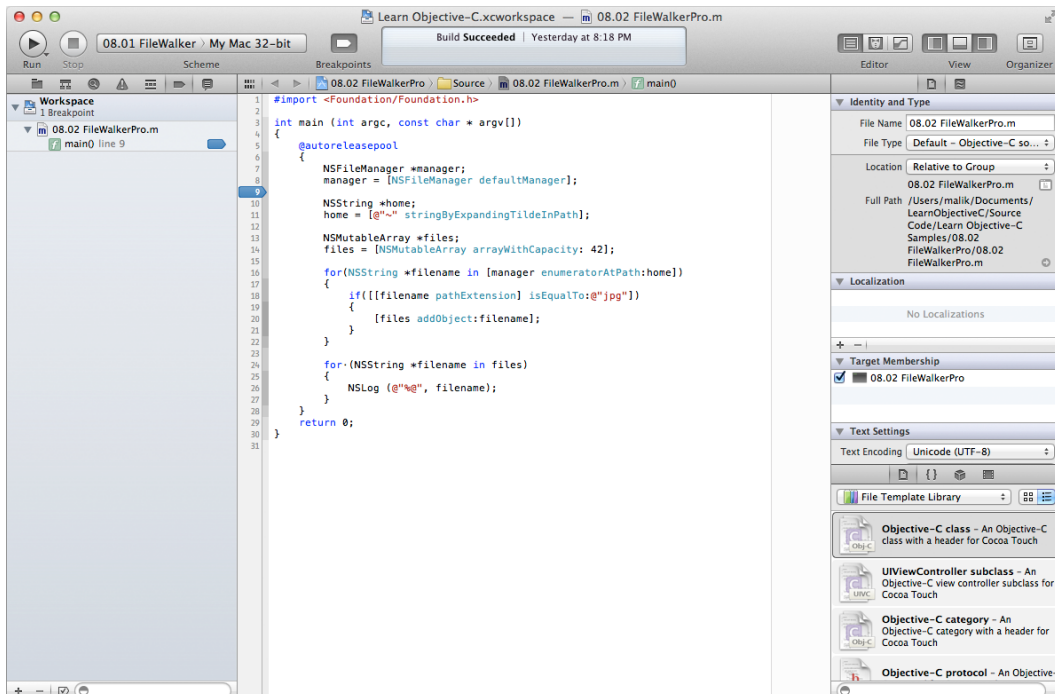 Learn Objective-C.xcworkspace — m 08.02 FileWalkerPro.m
Run
Stop
08.01 FileWalker 〉 My Mac 32-bit
Scheme
Breakpoints
Build Succeeded | Yesterday at 8:18 PM
Editor
View
Organizer
Workspace
1 Breakpoint
m 08.02 FileWalkerPro.m
f main() line 9
08.02 FileWalkerPro 〉 Source 〉 m 08.02 FileWalkerPro.m 〉 f main()
1 #import <Foundation/Foundation.h>
2
3 int main (int argc, const char * argv[])
4 {
5 @autoreleasepool
6 {
7 NSFileManager *manager;
8 manager = [NSFileManager defaultManager];
9
10 NSString *home;
11 home = [@"~" stringByExpandingTildeInPath];
12
13 NSMutableArray *files;
14 files = [NSMutableArray arrayWithCapacity: 42];
15
16 for(NSString *filename in [manager enumeratorAtPath:home])
17 {
18 if([[filename pathExtension] isEqualTo:@"jpg"])
19 {
20 [files addObject:filename];
21 }
22 }
23
24 for·(NSString *filename in files)
25 {
26 NSLog (@"%@", filename);
27 }
28 }
29 return 0;
30 }
31
Identity and Type
File Name 08.02 FileWalkerPro.m
File Type Default – Objective-C so...
Location Relative to Group
08.02 FileWalkerPro.m
Full Path /Users/malik/Documents/
LearnObjectiveC/Source
Code/Learn Objective-C
Samples/08.02
FileWalkerPro/08.02
FileWalkerPro.m
Localization
No Localizations
+ −
Target Membership
08.02 FileWalkerPro
Text Settings
Text Encoding Unicode (UTF-8)
{}
File Template Library
Obj-C
Objective-C class – An Objective-C
class with a header for Cocoa Touch
UIVC
UIViewController subclass – An
Objective-C view controller subclass for
Cocoa Touch
Obj-C
Objective-C category – An
Objective-C category with a header for
Cocoa Touch
h
Objective-C protocol – An Objective-
+ −